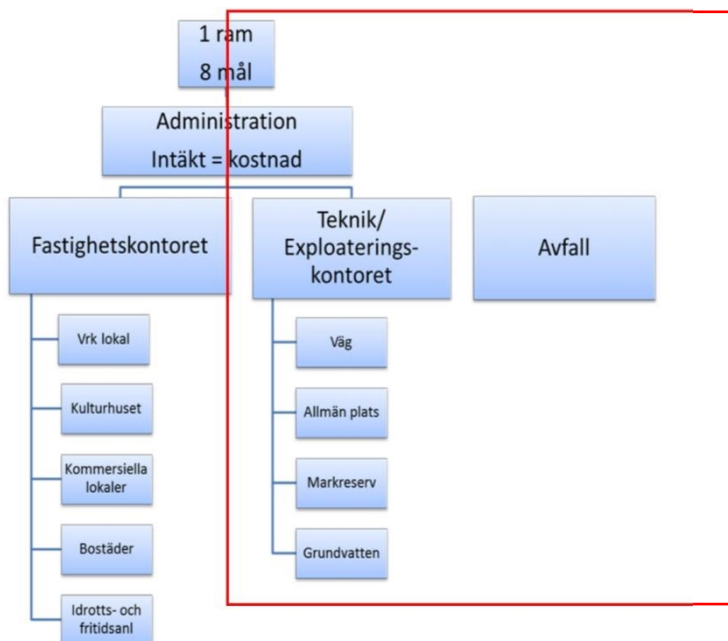 1 ram
8 mål
Administration
Intäkt = kostnad
Fastighetskontoret
Teknik/
Exploaterings-
kontoret
Avfall
Vrk lokal
Kulturhuset
Kommersiella
lokaler
Bostäder
Idrotts- och
fritidsanl
Väg
Allmän plats
Markreserv
Grundvatten